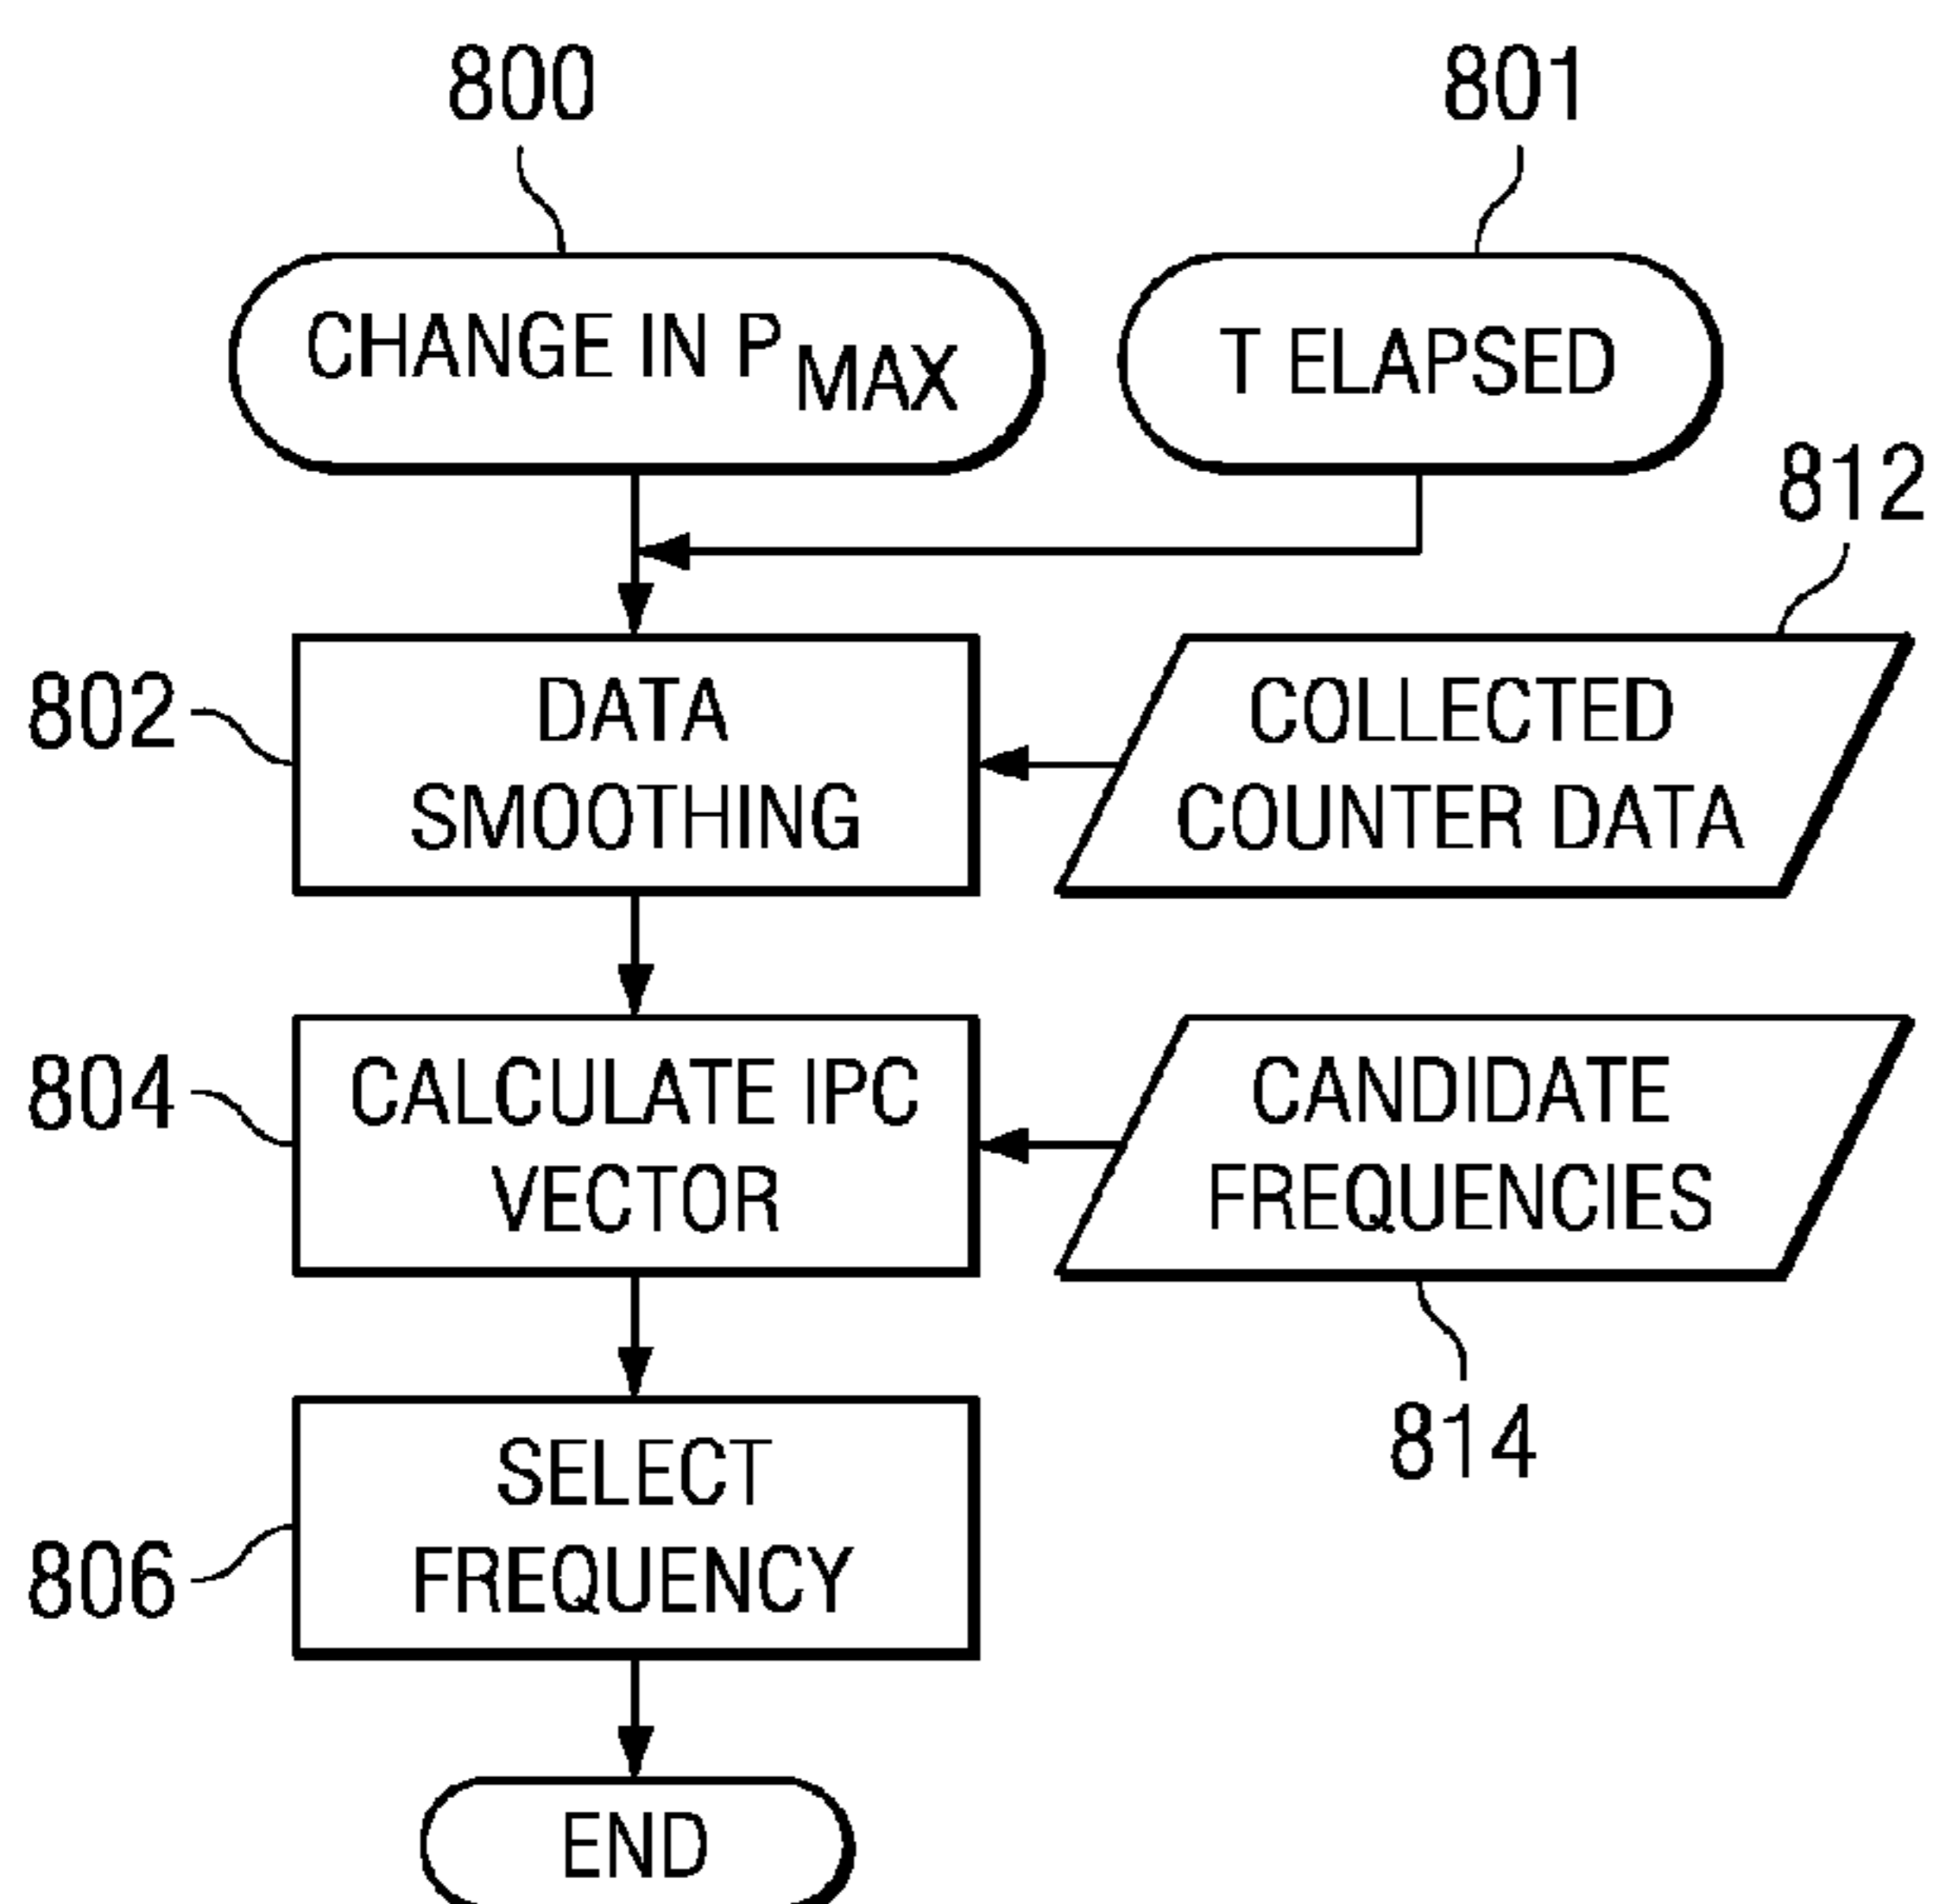 800
801
CHANGE IN PMAX
T ELAPSED
812
802
DATA
SMOOTHING
COLLECTED
COUNTER DATA
804
CALCULATE IPC
VECTOR
CANDIDATE
FREQUENCIES
814
806
SELECT
FREQUENCY
END